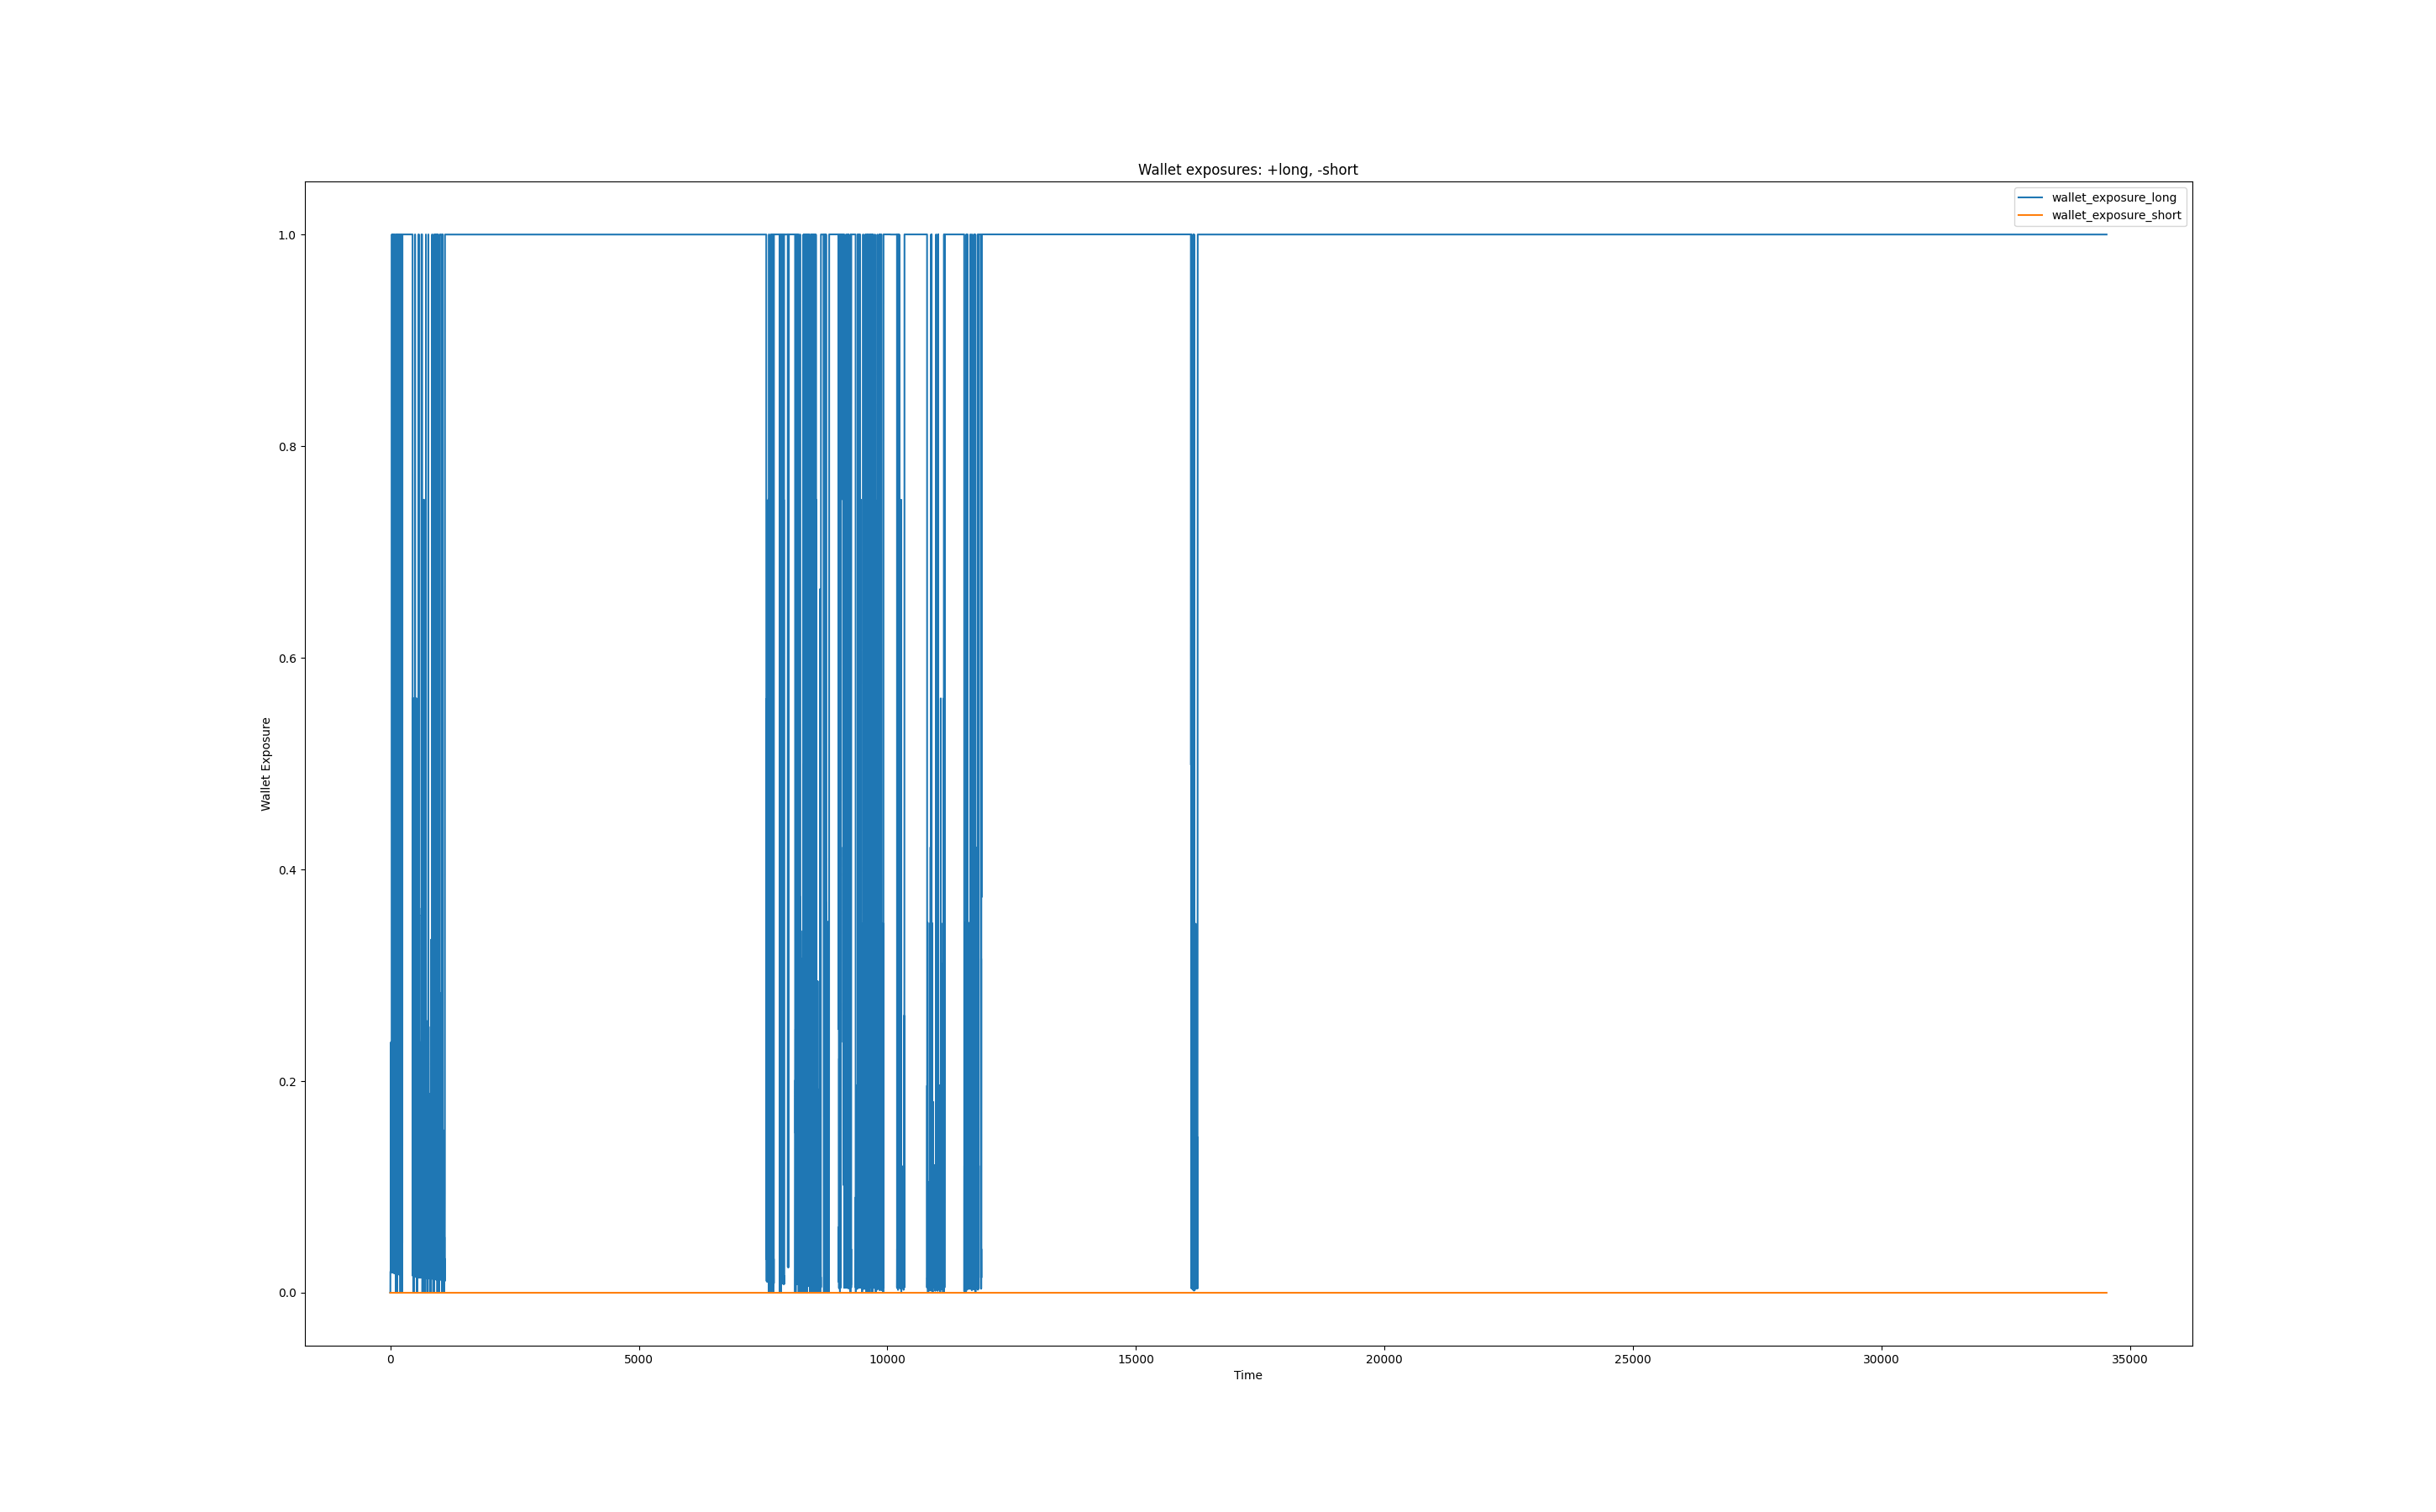 Wallet exposures: +long, -short
wallet_exposure_long
wallet_exposure_short
1.0
0.8
0.6
0.4
0.2
0.0
Wallet Exposure
0 5000 10000 15000 20000 25000 30000 35000
Time